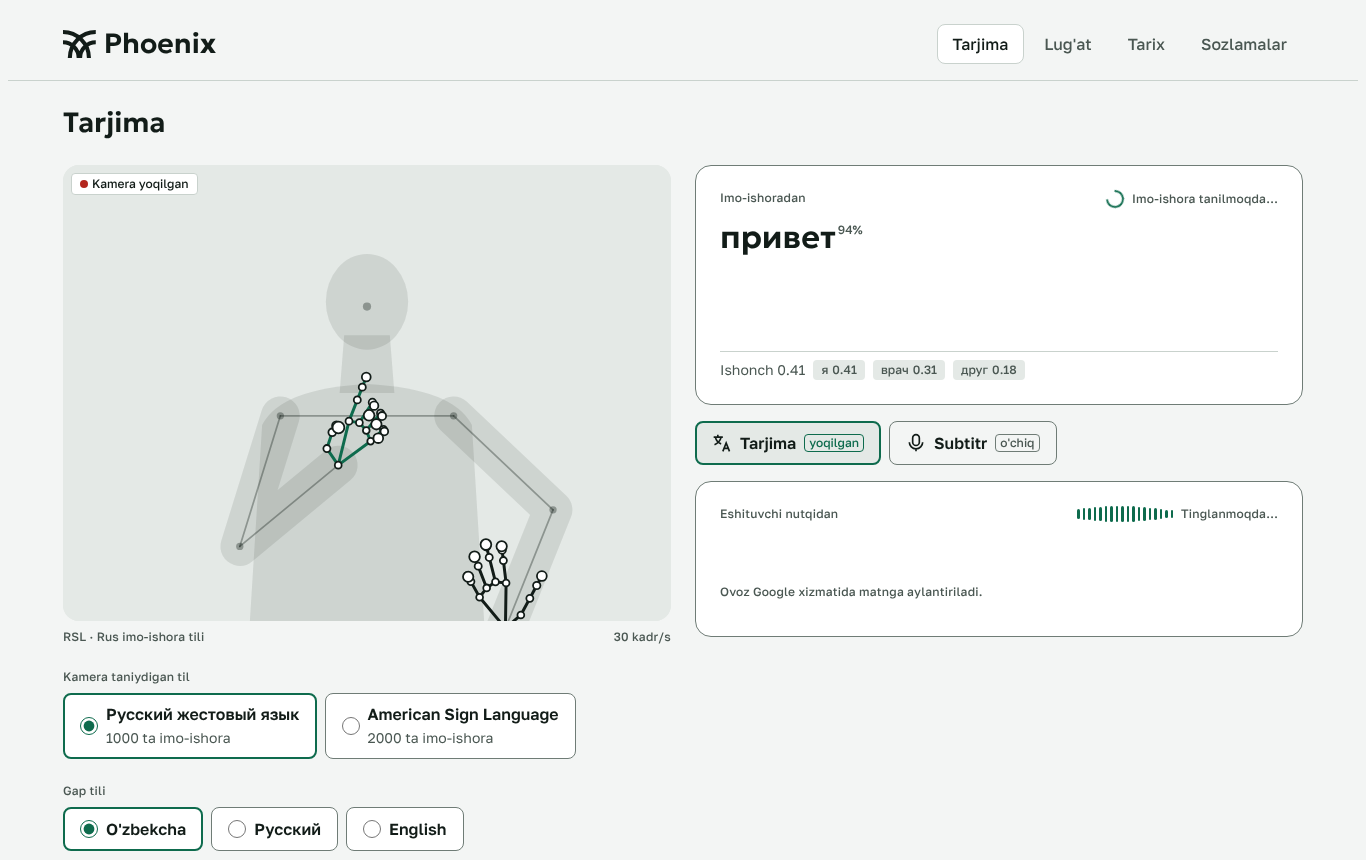 Phoenix
Tarjima Lug'at Tarix Sozlamalar
Tarjima
Kamera yoqilgan
Imo-ishoradan
Imo-ishora tanilmoqda...
привет 94%
Ishonch 0.41 я 0.41 врач 0.31 друг 0.18
Tarjima yoqilgan
Subtitr o'chiq
Eshituvchi nutqidan
Tinglanmoqda...
Ovoz Google xizmatida matnga aylantiriladi.
RSL · Rus imo-ishora tili
30 kadr/s
Kamera taniydigan til
Русский жестовый язык
1000 ta imo-ishora
American Sign Language
2000 ta imo-ishora
Gap tili
O'zbekcha
Русский
English